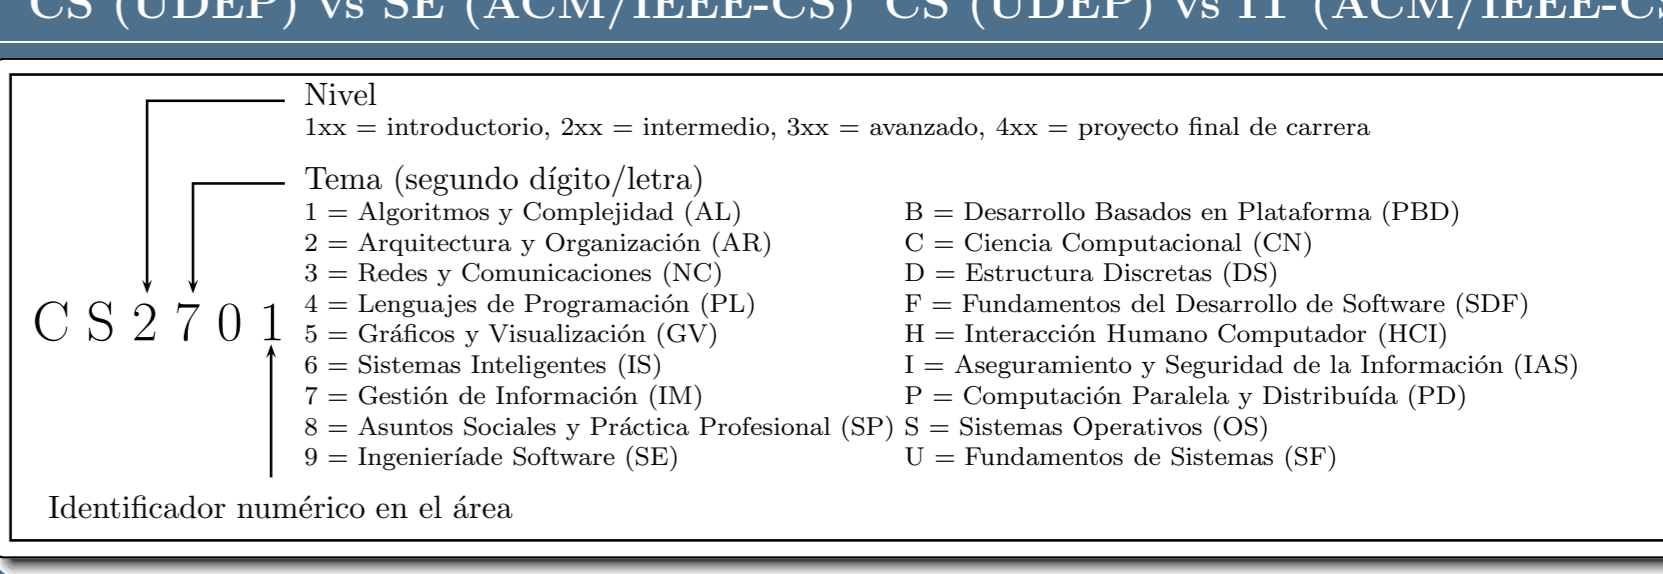 CS (UDEP) vs SE (ACM/IEEE-CS) CS (UDEP) vs IT (ACM/IEEE-CS
Nivel
1xx = introductorio, 2xx = intermedio, 3xx = avanzado, 4xx = proyecto final de carrera
Tema (segundo dígito/letra)
1 = Algoritmos y Complejidad (AL)
2 = Arquitectura y Organización (AR)
3 = Redes y Comunicaciones (NC)
4 = Lenguajes de Programación (PL)
5 = Gráficos y Visualización (GV)
6 = Sistemas Inteligentes (IS)
7 = Gestión de Información (IM)
8 = Asuntos Sociales y Práctica Profesional (SP)
9 = Ingenieríade Software (SE)
B = Desarrollo Basados en Plataforma (PBD)
C = Ciencia Computacional (CN)
D = Estructura Discretas (DS)
F = Fundamentos del Desarrollo de Software (SDF)
H = Interacción Humano Computador (HCI)
I = Aseguramiento y Seguridad de la Información (IAS)
P = Computación Paralela y Distribuída (PD)
S = Sistemas Operativos (OS)
U = Fundamentos de Sistemas (SF)
C S 2 7 0 1
Identificador numérico en el área